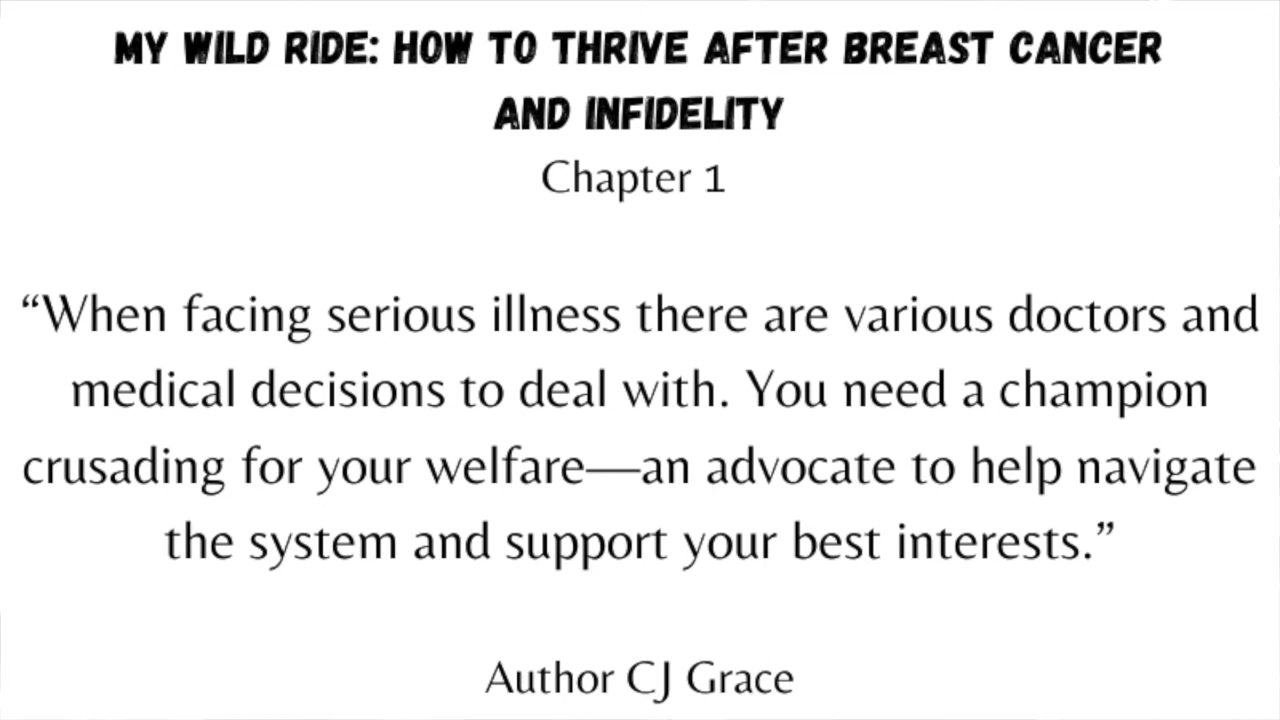 MY WILD RIDE: HOW TO THRIVE AFTER BREAST CANCER
AND INFIDELITY
Chapter 1
“When facing serious illness there are various doctors and
medical decisions to deal with. You need a champion
crusading for your welfare—an advocate to help navigate
the system and support your best interests.”
Author CJ Grace